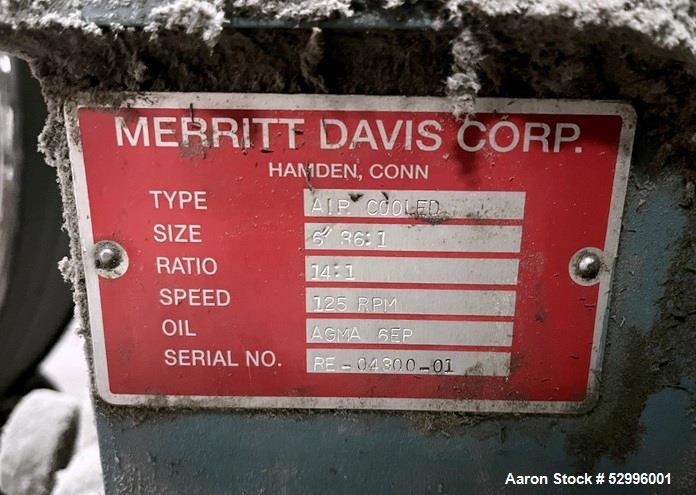 MERRITT DAVIS CORP.
HAMDEN, CONN
TYPE AIR COOLED
SIZE 6" 36:1
RATIO 14:1
SPEED 125 RPM
OIL AGMA 6EP
SERIAL NO. RE-04300-01
Aaron Stock # 52996001